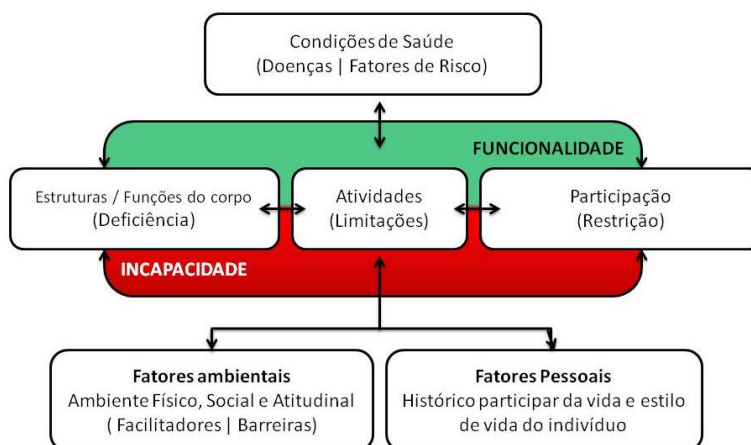 Condições de Saúde
(Doenças | Fatores de Risco)
FUNCIONALIDADE
Estruturas / Funções do corpo
(Deficiência)
Atividades
(Limitações)
Participação
(Restrição)
INCAPACIDADE
Fatores ambientais
Ambiente Físico, Social e Atitudinal
( Facilitadores | Barreiras)
Fatores Pessoais
Histórico participar da vida e estilo
de vida do indivíduo